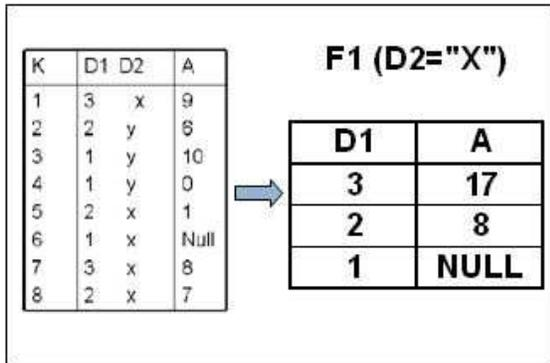 K D1 D2 A
1 3 x 9
2 2 y 6
3 1 y 10
4 1 y 0
5 2 x 1
6 1 x Null
7 3 x 8
8 2 x 7
F1 (D2="X")
D1 A
3 17
2 8
1 NULL